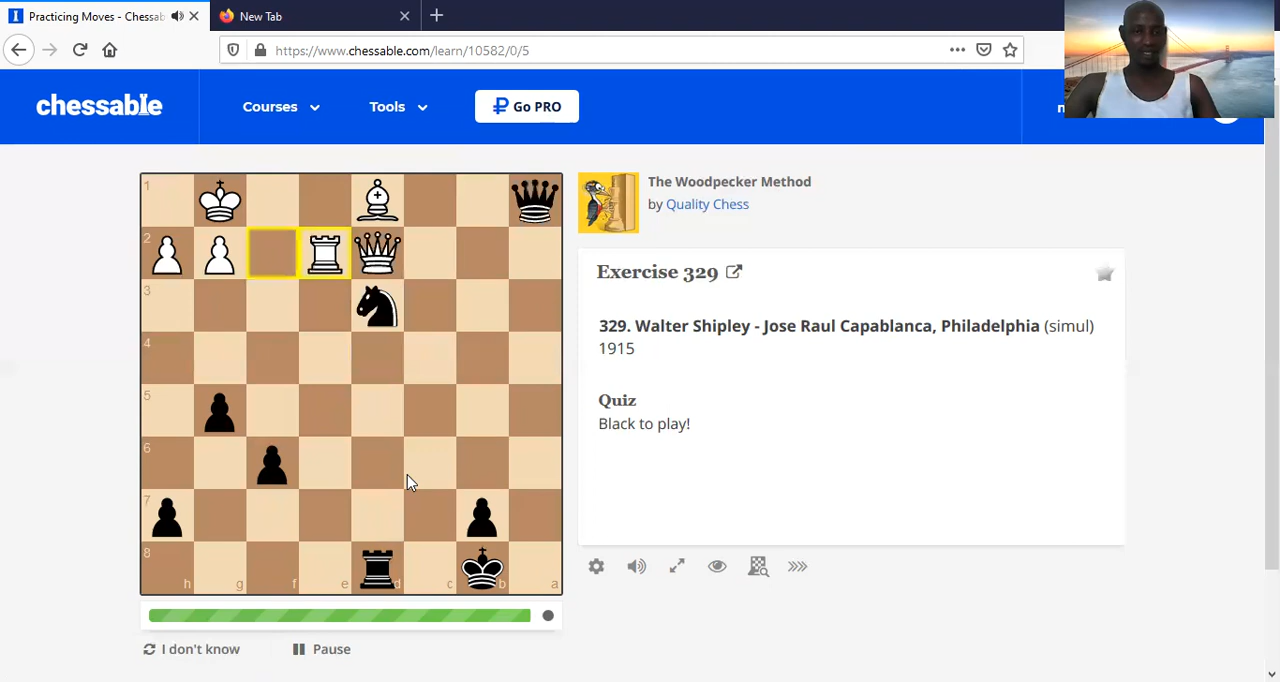 Practicing Moves - Chessab
New Tab
https://www.chessable.com/learn/10582/0/5
chessable
Courses
Tools
Go PRO
The Woodpecker Method
by Quality Chess
Exercise 329
329. Walter Shipley - Jose Raul Capablanca, Philadelphia (simul)
1915
Quiz
Black to play!
1
2
3
4
5
6
7
8
h g f e d c b a
I don't know
Pause